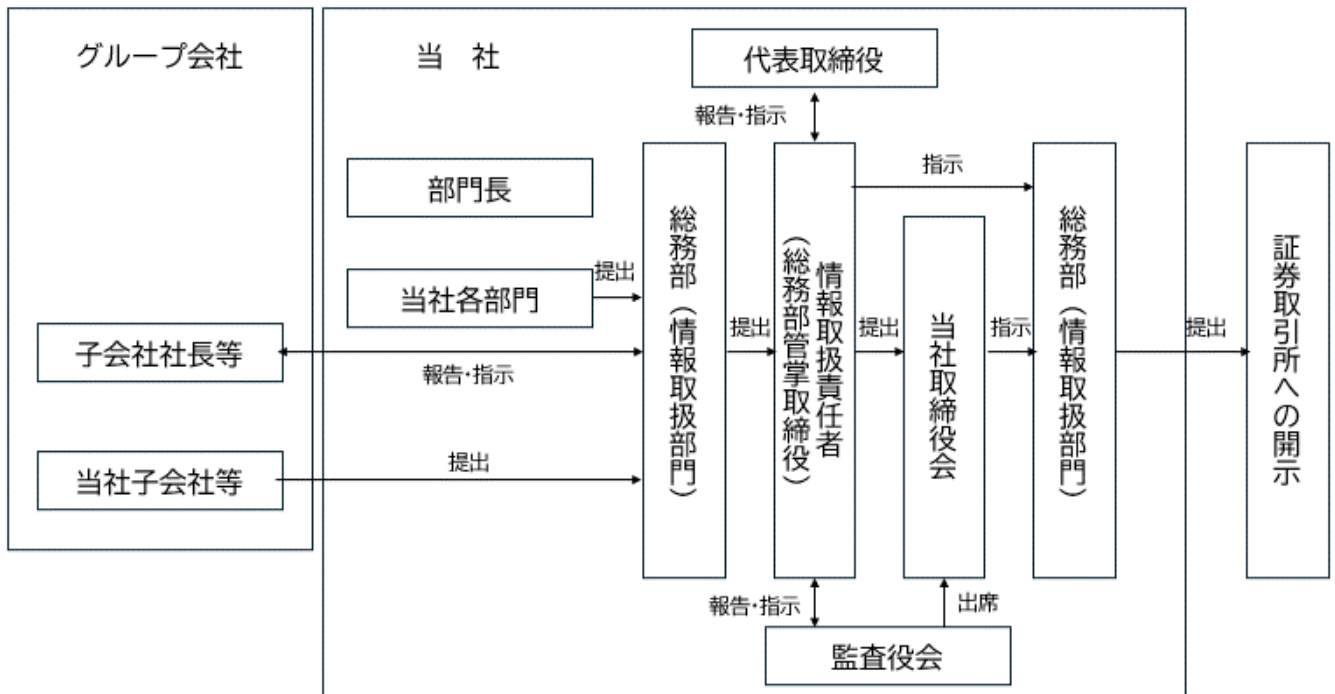 グループ会社
当　社
代表取締役
報告・指示
部門長
指示
当社各部門
提出
子会社社長等
報告・指示
当社子会社等
提出
総務部（情報取扱部門）
提出
情報取扱責任者
（総務部管掌取締役）
提出
当社取締役会
指示
総務部（情報取扱部門）
提出
証券取引所への開示
報告・指示
出席
監査役会